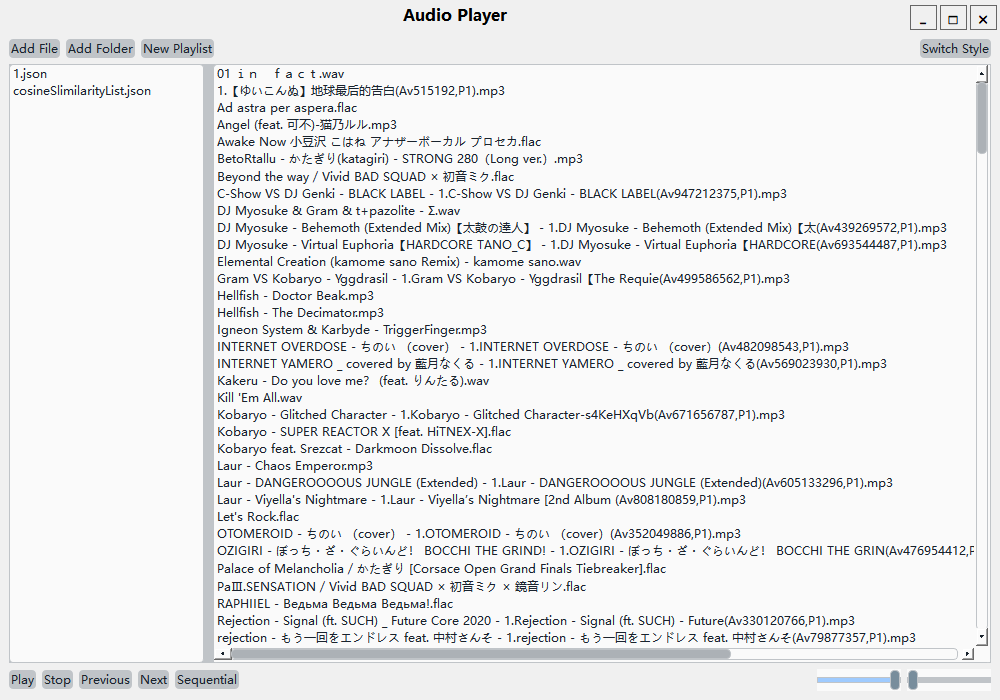 Audio Player
Add File Add Folder New Playlist Switch Style
1.json
cosineSlimilarityList.json
01 ｉｎ　ｆａｃｔ.wav
1.【ゆいこんぬ】地球最后的告白(Av515192,P1).mp3
Ad astra per aspera.flac
Angel (feat. 可不)-猫乃ルル.mp3
Awake Now 小豆沢 こはね アナザーボーカル プロセカ.flac
BetoRtallu - かたぎり(katagiri) - STRONG 280（Long ver.）.mp3
Beyond the way / Vivid BAD SQUAD × 初音ミク.flac
C-Show VS DJ Genki - BLACK LABEL - 1.C-Show VS DJ Genki - BLACK LABEL(Av947212375,P1).mp3
DJ Myosuke & Gram & t+pazolite - Σ.wav
DJ Myosuke - Behemoth (Extended Mix)【太鼓の達人】 - 1.DJ Myosuke - Behemoth (Extended Mix)【太(Av439269572,P1).mp3
DJ Myosuke - Virtual Euphoria【HARDCORE TANO_C】 - 1.DJ Myosuke - Virtual Euphoria【HARDCORE(Av693544487,P1).mp3
Elemental Creation (kamome sano Remix) - kamome sano.wav
Gram VS Kobaryo - Yggdrasil - 1.Gram VS Kobaryo - Yggdrasil【The Requie(Av499586562,P1).mp3
Hellfish - Doctor Beak.mp3
Hellfish - The Decimator.mp3
Igneon System & Karbyde - TriggerFinger.mp3
INTERNET OVERDOSE - ちのい （cover） - 1.INTERNET OVERDOSE - ちのい （cover）(Av482098543,P1).mp3
INTERNET YAMERO _ covered by 藍月なくる - 1.INTERNET YAMERO _ covered by 藍月なくる(Av569023930,P1).mp3
Kakeru - Do you love me？ (feat. りんたる).wav
Kill 'Em All.wav
Kobaryo - Glitched Character - 1.Kobaryo - Glitched Character-s4KeHXqVb(Av671656787,P1).mp3
Kobaryo - SUPER REACTOR X [feat. HiTNEX-X].flac
Kobaryo feat. Srezcat - Darkmoon Dissolve.flac
Laur - Chaos Emperor.mp3
Laur - DANGEROOOOUS JUNGLE (Extended) - 1.Laur - DANGEROOOOUS JUNGLE (Extended)(Av605133296,P1).mp3
Laur - Viyella's Nightmare - 1.Laur - Viyella’s Nightmare [2nd Album (Av808180859,P1).mp3
Let's Rock.flac
OTOMEROID - ちのい （cover） - 1.OTOMEROID - ちのい （cover）(Av352049886,P1).mp3
OZIGIRI - ぼっち・ざ・ぐらいんど！ BOCCHI THE GRIND! - 1.OZIGIRI - ぼっち・ざ・ぐらいんど！ BOCCHI THE GRIN(Av476954412,F
Palace of Melancholia / かたぎり [Corsace Open Grand Finals Tiebreaker].flac
PaⅢ.SENSATION / Vivid BAD SQUAD × 初音ミク × 鏡音リン.flac
RAPHIIEL - Ведьма Ведьма Ведьма!.flac
Rejection - Signal (ft. SUCH) _ Future Core 2020 - 1.Rejection - Signal (ft. SUCH) - Future(Av330120766,P1).mp3
rejection - もう一回をエンドレス feat. 中村さんそ - 1.rejection - もう一回をエンドレス feat. 中村さんそ(Av79877357,P1).mp3
Play Stop Previous Next Sequential